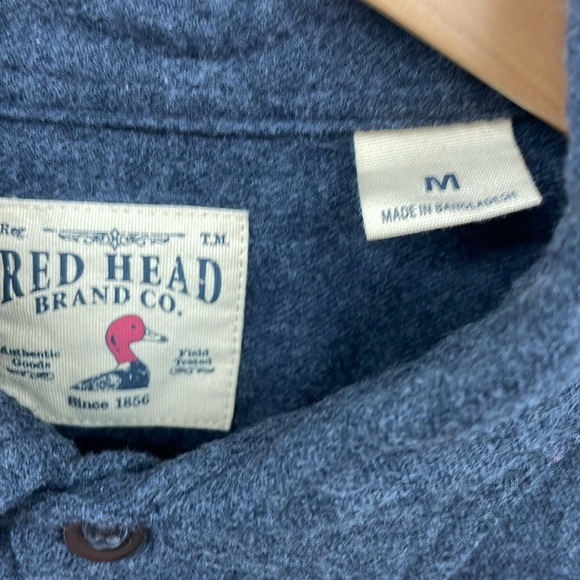 Reg. T.M.
RED HEAD
BRAND CO.
Authentic Field
Goods Tested
Since 1856
M
MADE IN BANGLADESH